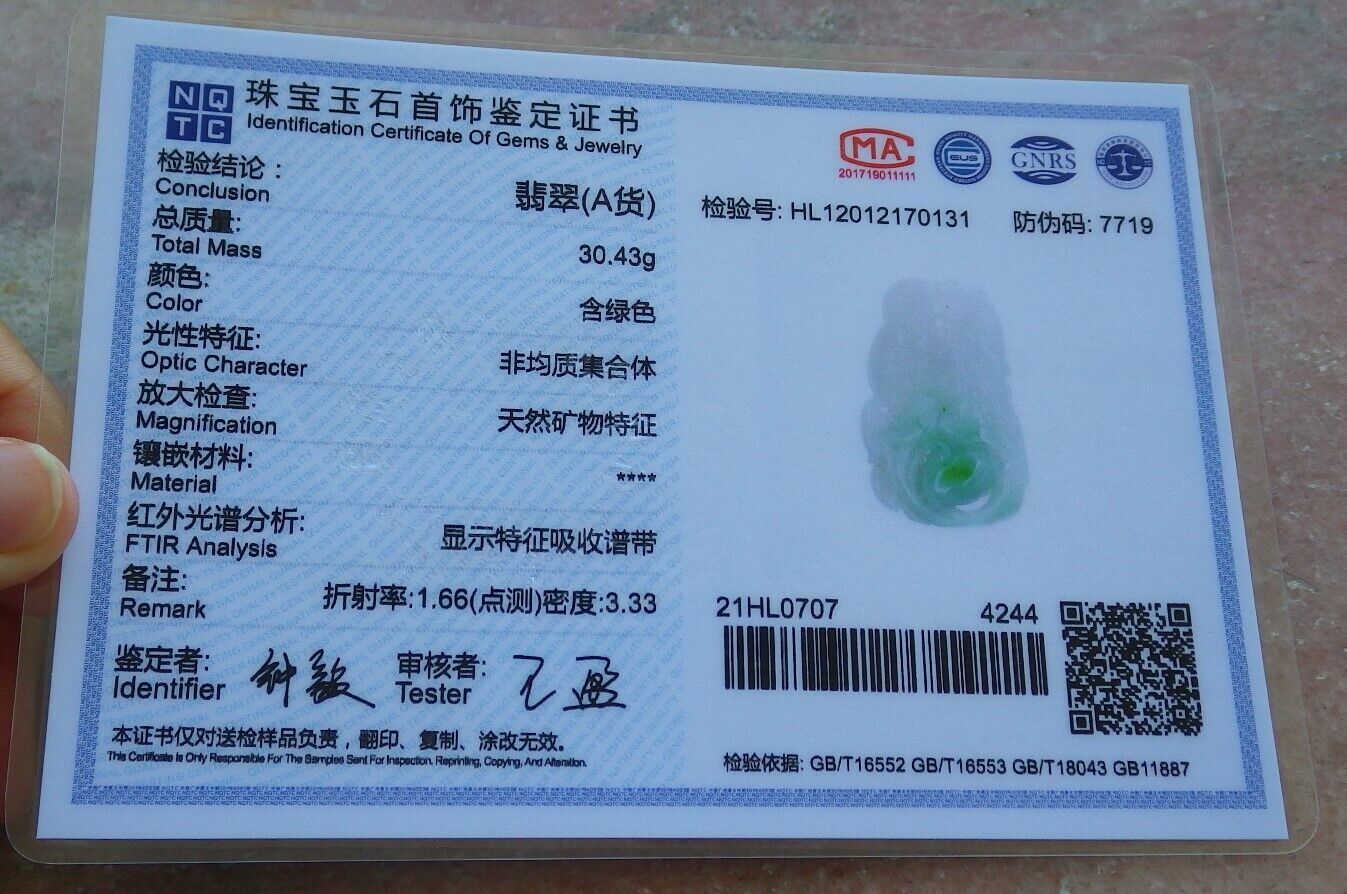 NQ
TC
珠宝玉石首饰鉴定证书
Identification Certificate Of Gems & Jewelry
检验结论：
Conclusion
翡翠(A货)
总质量:
Total Mass
30.43g
颜色:
Color
含绿色
光性特征:
Optic Character
非均质集合体
放大检查:
Magnification
天然矿物特征
镶嵌材料:
Material
****
红外光谱分析:
FTIR Analysis
显示特征吸收谱带
备注:
Remark
折射率:1.66(点测)密度:3.33
鉴定者:
Identifier
审核者:
Tester
本证书仅对送检样品负责，翻印、复制、涂改无效。
This Certificate Is Only Responsible For The Samples Sent For Inspection. Reprinting, Copying, And Alteration.
MA
201719011111
GNRS
检验号: HL12012170131
防伪码: 7719
21HL0707
4244
检验依据: GB/T16552 GB/T16553 GB/T18043 GB11887